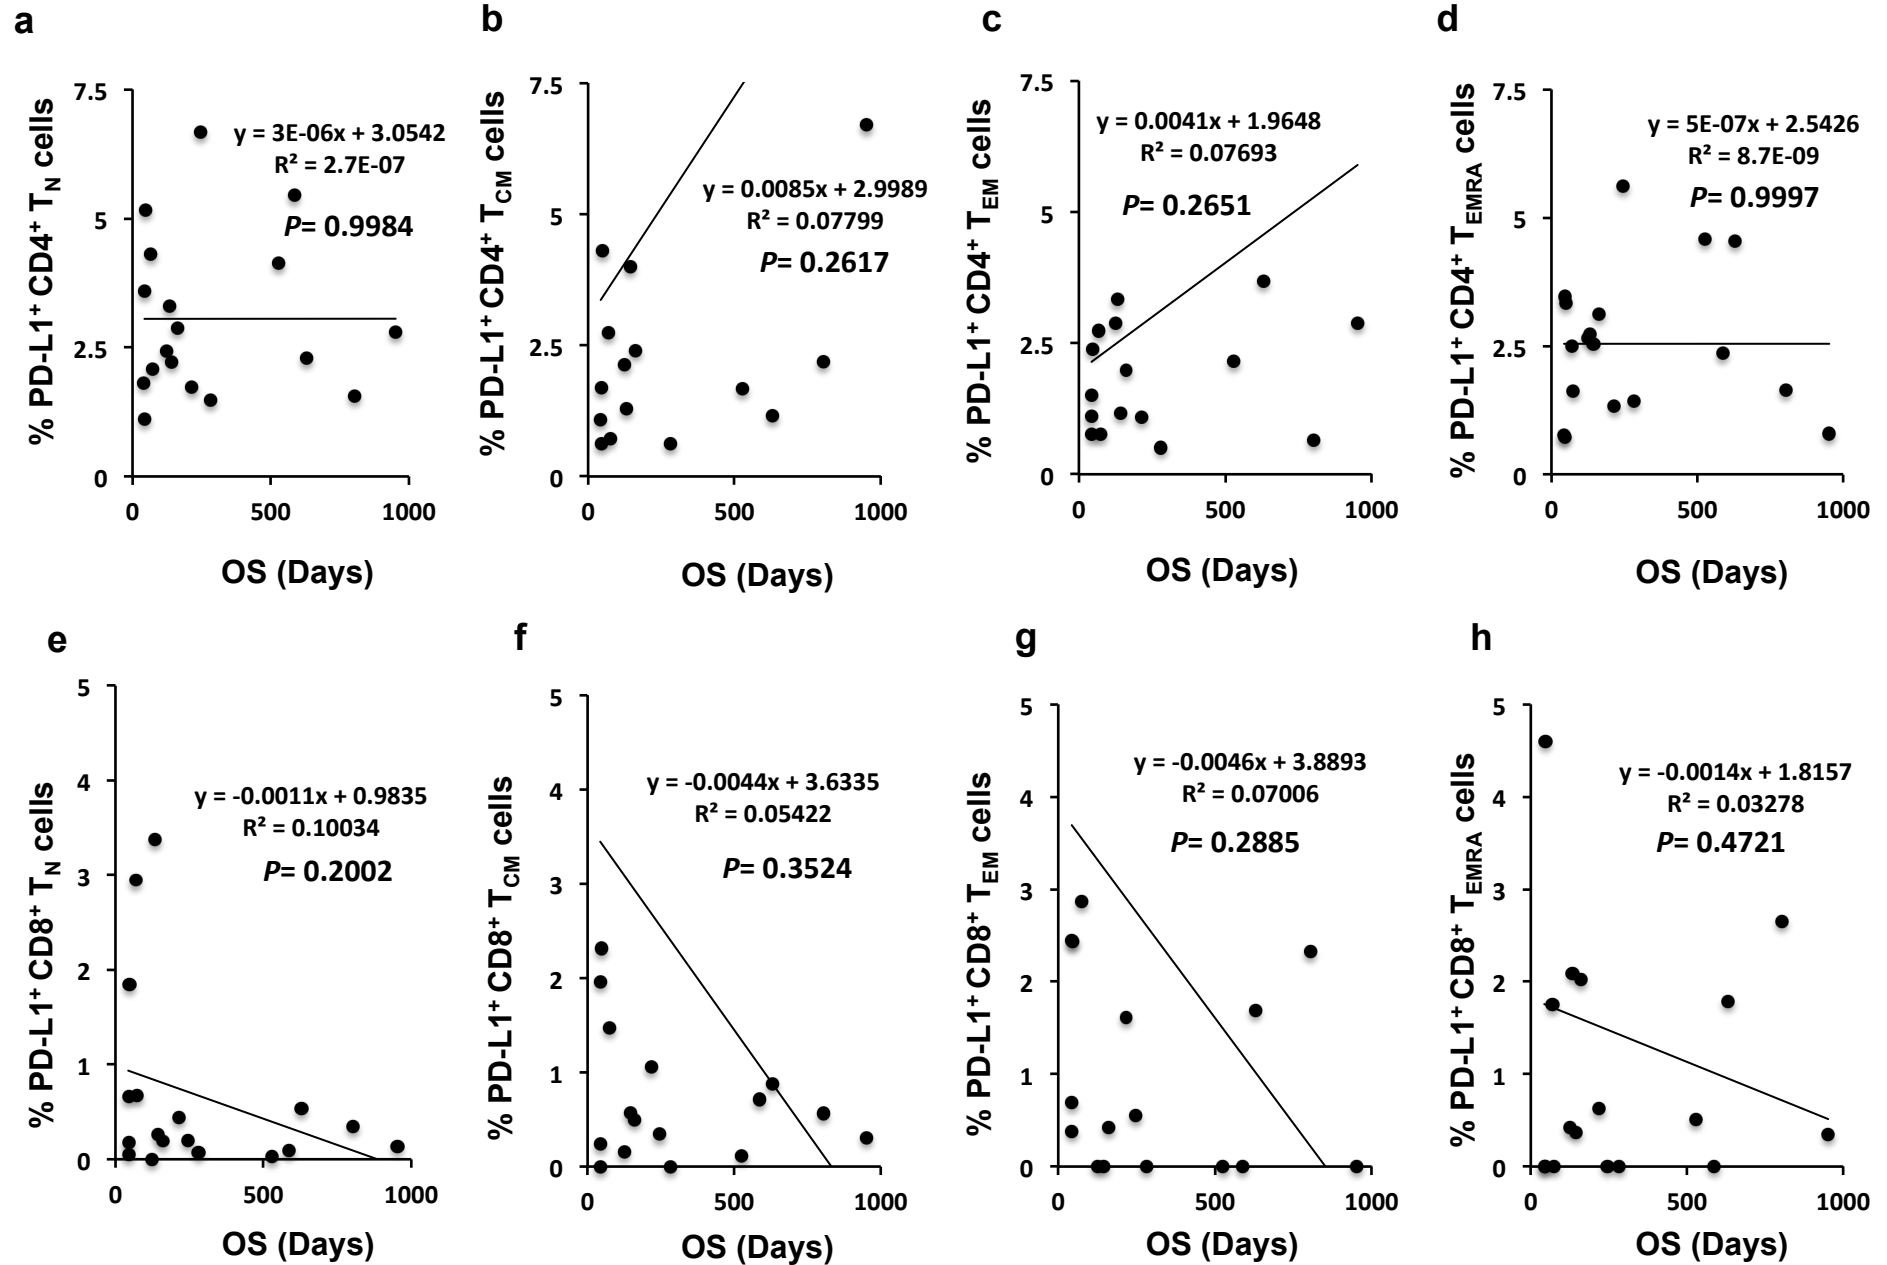 a
% PD-L1⁺ CD4⁺ T_N cells
7.5
5
2.5
0
0 500 1000
OS (Days)
y = 3E-06x + 3.0542
R² = 2.7E-07
P= 0.9984
b
% PD-L1⁺ CD4⁺ T_CM cells
7.5
5
2.5
0
0 500 1000
OS (Days)
y = 0.0085x + 2.9989
R² = 0.07799
P= 0.2617
c
% PD-L1⁺ CD4⁺ T_EM cells
7.5
5
2.5
0
0 500 1000
OS (Days)
y = 0.0041x + 1.9648
R² = 0.07693
P= 0.2651
d
% PD-L1⁺ CD4⁺ T_EMRA cells
7.5
5
2.5
0
0 500 1000
OS (Days)
y = 5E-07x + 2.5426
R² = 8.7E-09
P= 0.9997
e
% PD-L1⁺ CD8⁺ T_N cells
5
4
3
2
1
0
0 500 1000
OS (Days)
y = -0.0011x + 0.9835
R² = 0.10034
P= 0.2002
f
% PD-L1⁺ CD8⁺ T_CM cells
5
4
3
2
1
0
0 500 1000
OS (Days)
y = -0.0044x + 3.6335
R² = 0.05422
P= 0.3524
g
% PD-L1⁺ CD8⁺ T_EM cells
5
4
3
2
1
0
0 500 1000
OS (Days)
y = -0.0046x + 3.8893
R² = 0.07006
P= 0.2885
h
% PD-L1⁺ CD8⁺ T_EMRA cells
5
4
3
2
1
0
0 500 1000
OS (Days)
y = -0.0014x + 1.8157
R² = 0.03278
P= 0.4721